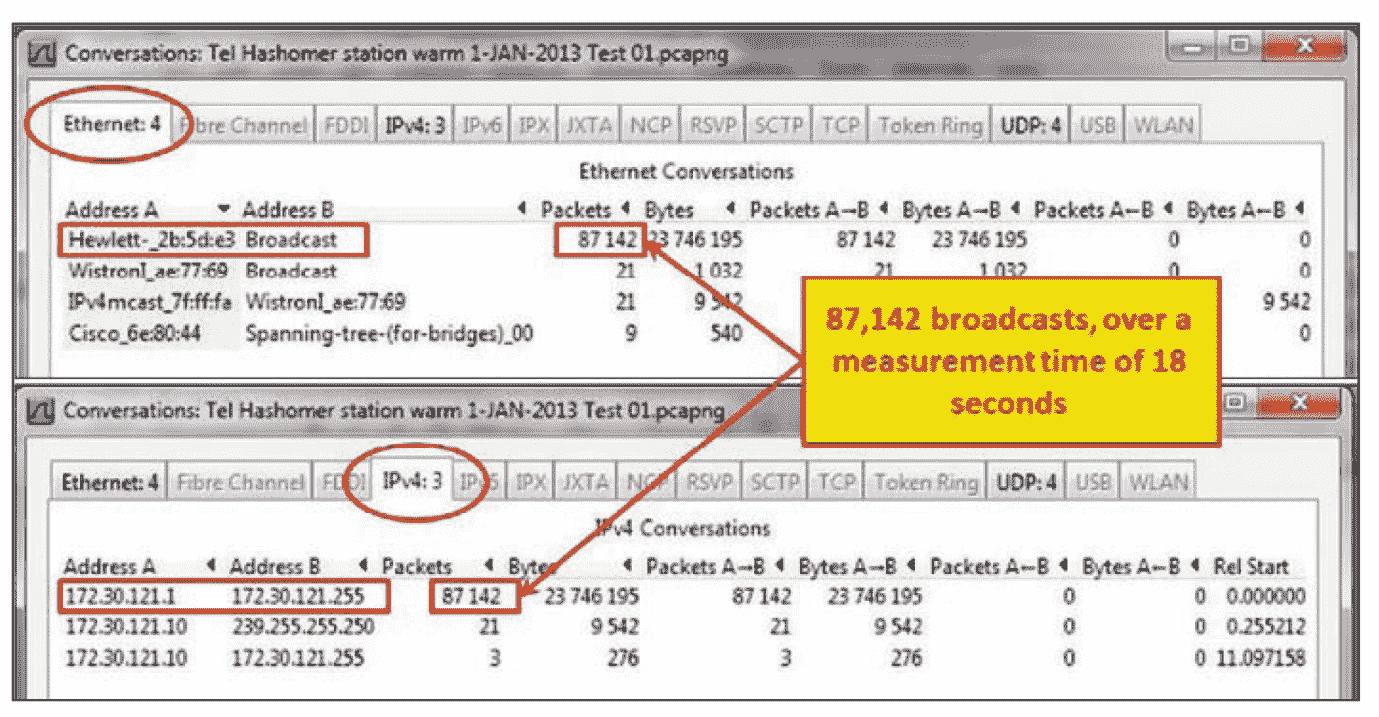 Conversations: Tel Hashomer station warm 1-JAN-2013 Test 01.pcapng
Ethernet: 4 Fibre Channel FDDI IPv4: 3 IPv6 IPX JXTA NCP RSVP SCTP TCP Token Ring UDP: 4 USB WLAN
Ethernet Conversations
Address A Address B Packets Bytes Packets A→B Bytes A→B Packets A←B Bytes A←B
Hewlett-_2b:5d:e3 Broadcast 87 142 23 746 195 87 142 23 746 195 0 0
WistronI_ae:77:69 Broadcast 21 1 032 21 1 032 0 0
IPv4mcast_7f:ff:fa WistronI_ae:77:69 21 9 542 9 542
Cisco_6e:80:44 Spanning-tree-(for-bridges)_00 9 540 0
87,142 broadcasts, over a
measurement time of 18
seconds
Conversations: Tel Hashomer station warm 1-JAN-2013 Test 01.pcapng
Ethernet: 4 Fibre Channel FDDI IPv4: 3 IPv6 IPX JXTA NCP RSVP SCTP TCP Token Ring UDP: 4 USB WLAN
IPv4 Conversations
Address A Address B Packets Bytes Packets A→B Bytes A→B Packets A←B Bytes A←B Rel Start
172.30.121.1 172.30.121.255 87 142 23 746 195 87 142 23 746 195 0 0 0.000000
172.30.121.10 239.255.255.250 21 9 542 21 9 542 0 0 0.255212
172.30.121.10 172.30.121.255 3 276 3 276 0 0 11.097158